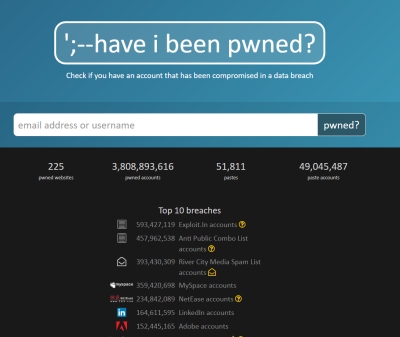 ';--have i been pwned?
Check if you have an account that has been compromised in a data breach
email address or username
pwned?
225
pwned websites
3,808,893,616
pwned accounts
51,811
pastes
49,045,487
paste accounts
Top 10 breaches
593,427,119 Exploit.In accounts ?
457,962,538 Anti Public Combo List
accounts ?
393,430,309 River City Media Spam List
accounts
myspace 359,420,698 MySpace accounts
234,842,089 NetEase accounts ?
in 164,611,595 LinkedIn accounts
152,445,165 Adobe accounts